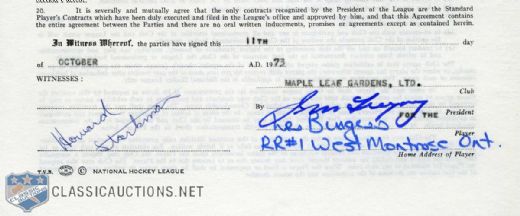 20. It is severally and mutually agree that the only contracts recognized by the President of the League are the Standard
Player's Contracts which have been duly executed and filed in the League's office and approved by him, and that this Agreement contains
the entire agreement between the Parties and there are no oral written inducements, promises or agreements except as contained herein.
In Witness Whereof, the parties have signed this 11TH day
of OCTOBER A.D. 1973
WITNESSES :
MAPLE LEAF GARDENS, LTD.
Club
By FOR THE President
Howard
Player
RR#1 West Montrose Ont.
Home Address of Player
© NATIONAL HOCKEY LEAGUE
CLASSICAUCTIONS.NET